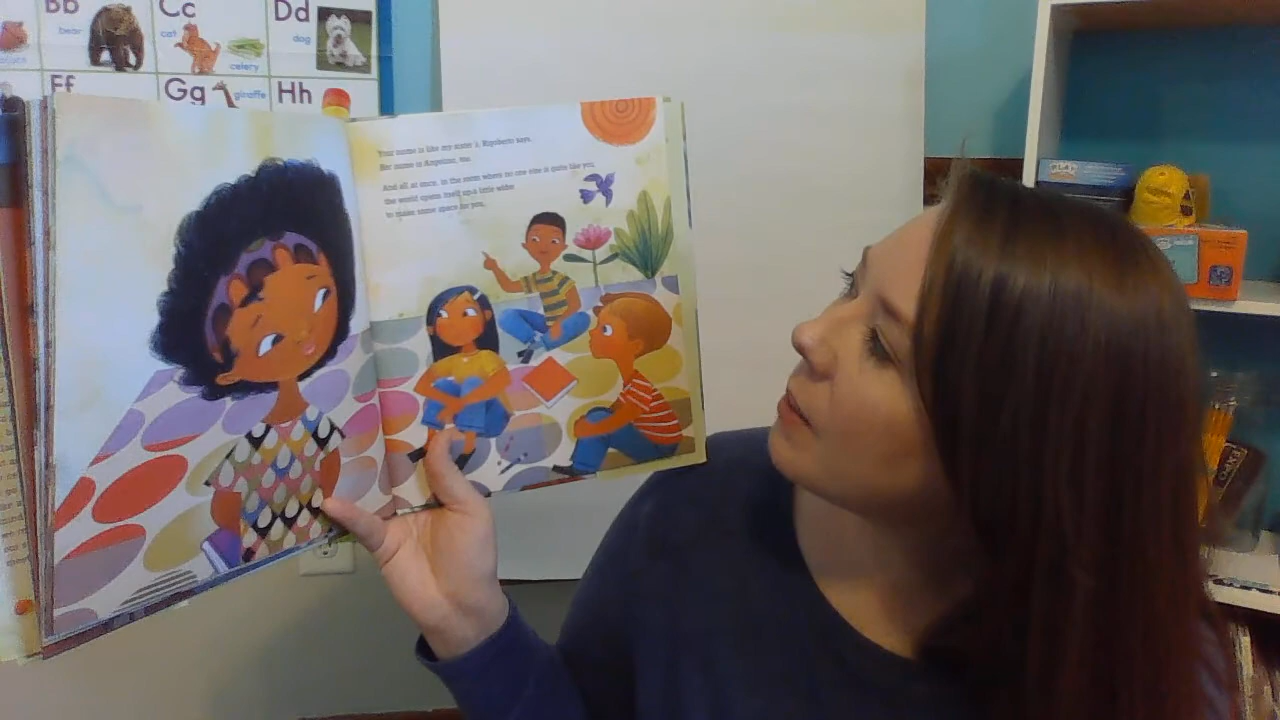 Bb
bear
Cc
cat
celery
Dd
dog
Ff
Gg
giraffe
Hh
Your name is like my sister's, Rigoberto says.
Her name is Angelina, too.
And all at once, in the room where no one else is quite like you,
the world opens itself up a little wider
to make some space for you.
EXPO